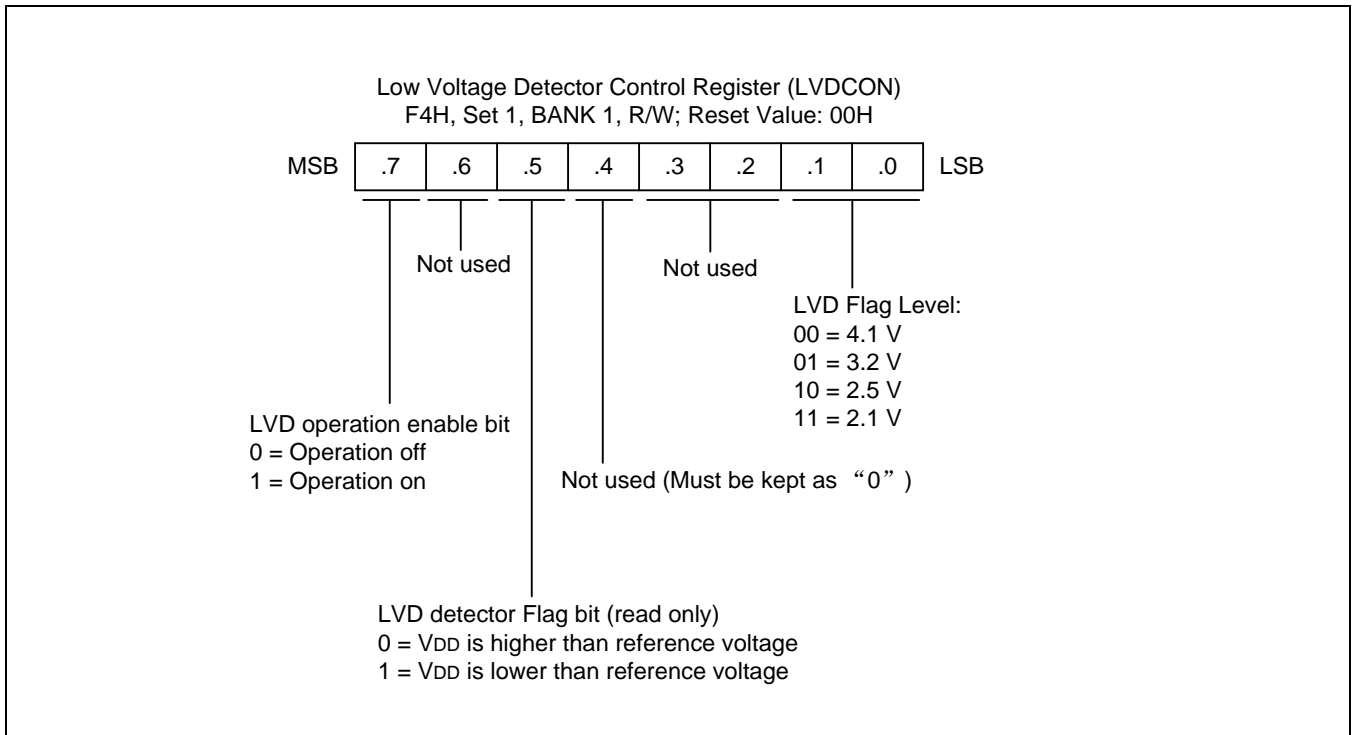 Low Voltage Detector Control Register (LVDCON)
F4H, Set 1, BANK 1, R/W; Reset Value: 00H
MSB .7 .6 .5 .4 .3 .2 .1 .0 LSB
Not used
Not used
LVD Flag Level:
00 = 4.1 V
01 = 3.2 V
10 = 2.5 V
11 = 2.1 V
LVD operation enable bit
0 = Operation off
1 = Operation on
Not used (Must be kept as “0”)
LVD detector Flag bit (read only)
0 = VDD is higher than reference voltage
1 = VDD is lower than reference voltage